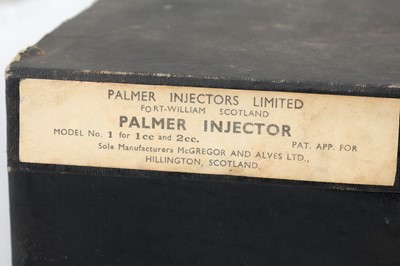 PALMER INJECTORS LIMITED
FORT-WILLIAM SCOTLAND
PALMER INJECTOR
MODEL No. 1 for 1cc and 2cc. PAT. APP. FOR
Sole Manufacturers McGREGOR AND ALVES LTD.,
HILLINGTON, SCOTLAND.